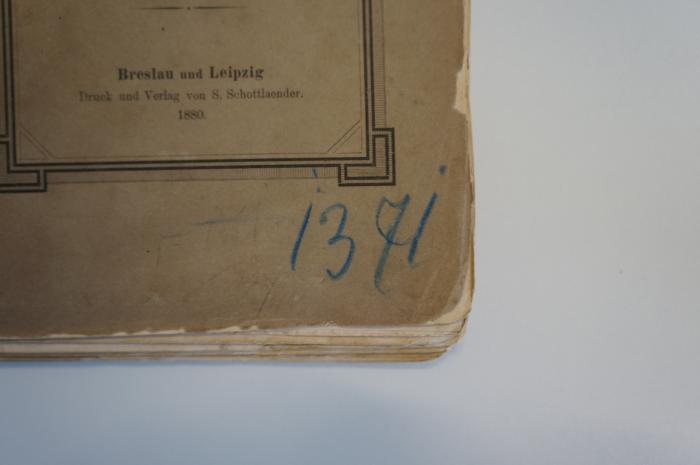 Breslau und Leipzig
Druck und Verlag von S. Schottlaender.
1880.
1371